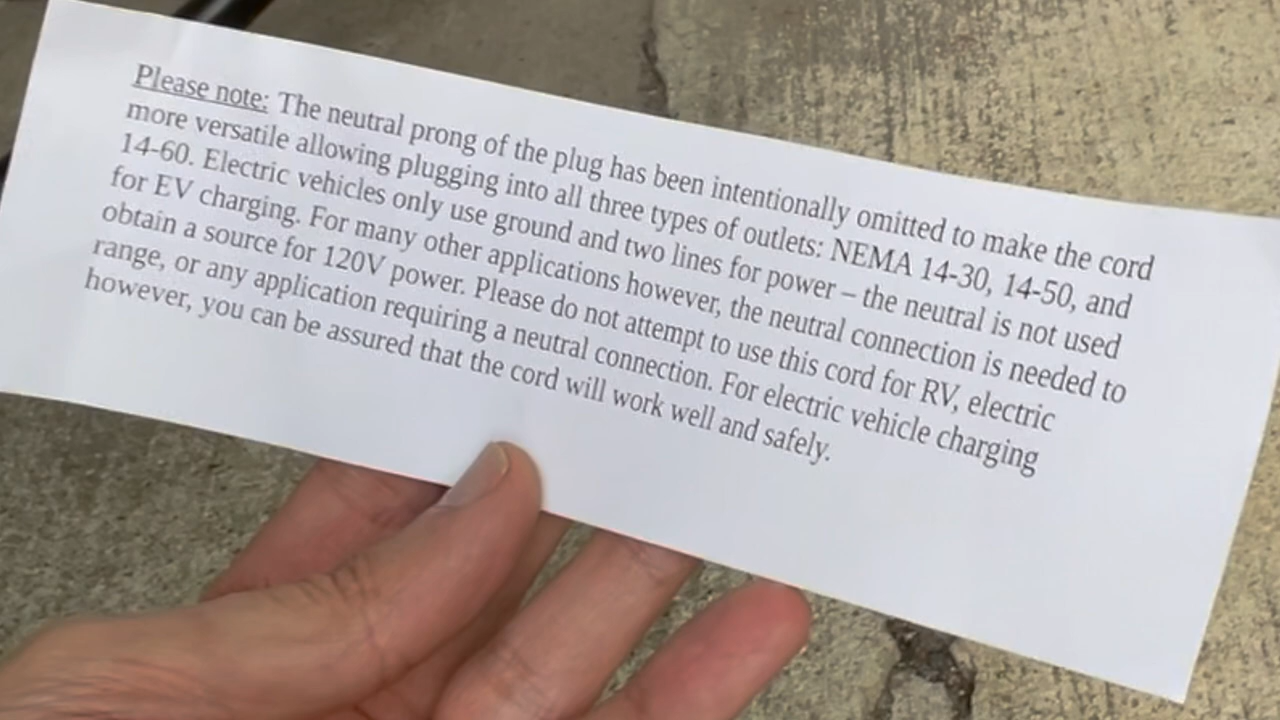 Please note: The neutral prong of the plug has been intentionally omitted to make the cord
more versatile allowing plugging into all three types of outlets: NEMA 14-30, 14-50, and
14-60. Electric vehicles only use ground and two lines for power – the neutral is not used
for EV charging. For many other applications however, the neutral connection is needed to
obtain a source for 120V power. Please do not attempt to use this cord for RV, electric
range, or any application requiring a neutral connection. For electric vehicle charging
however, you can be assured that the cord will work well and safely.